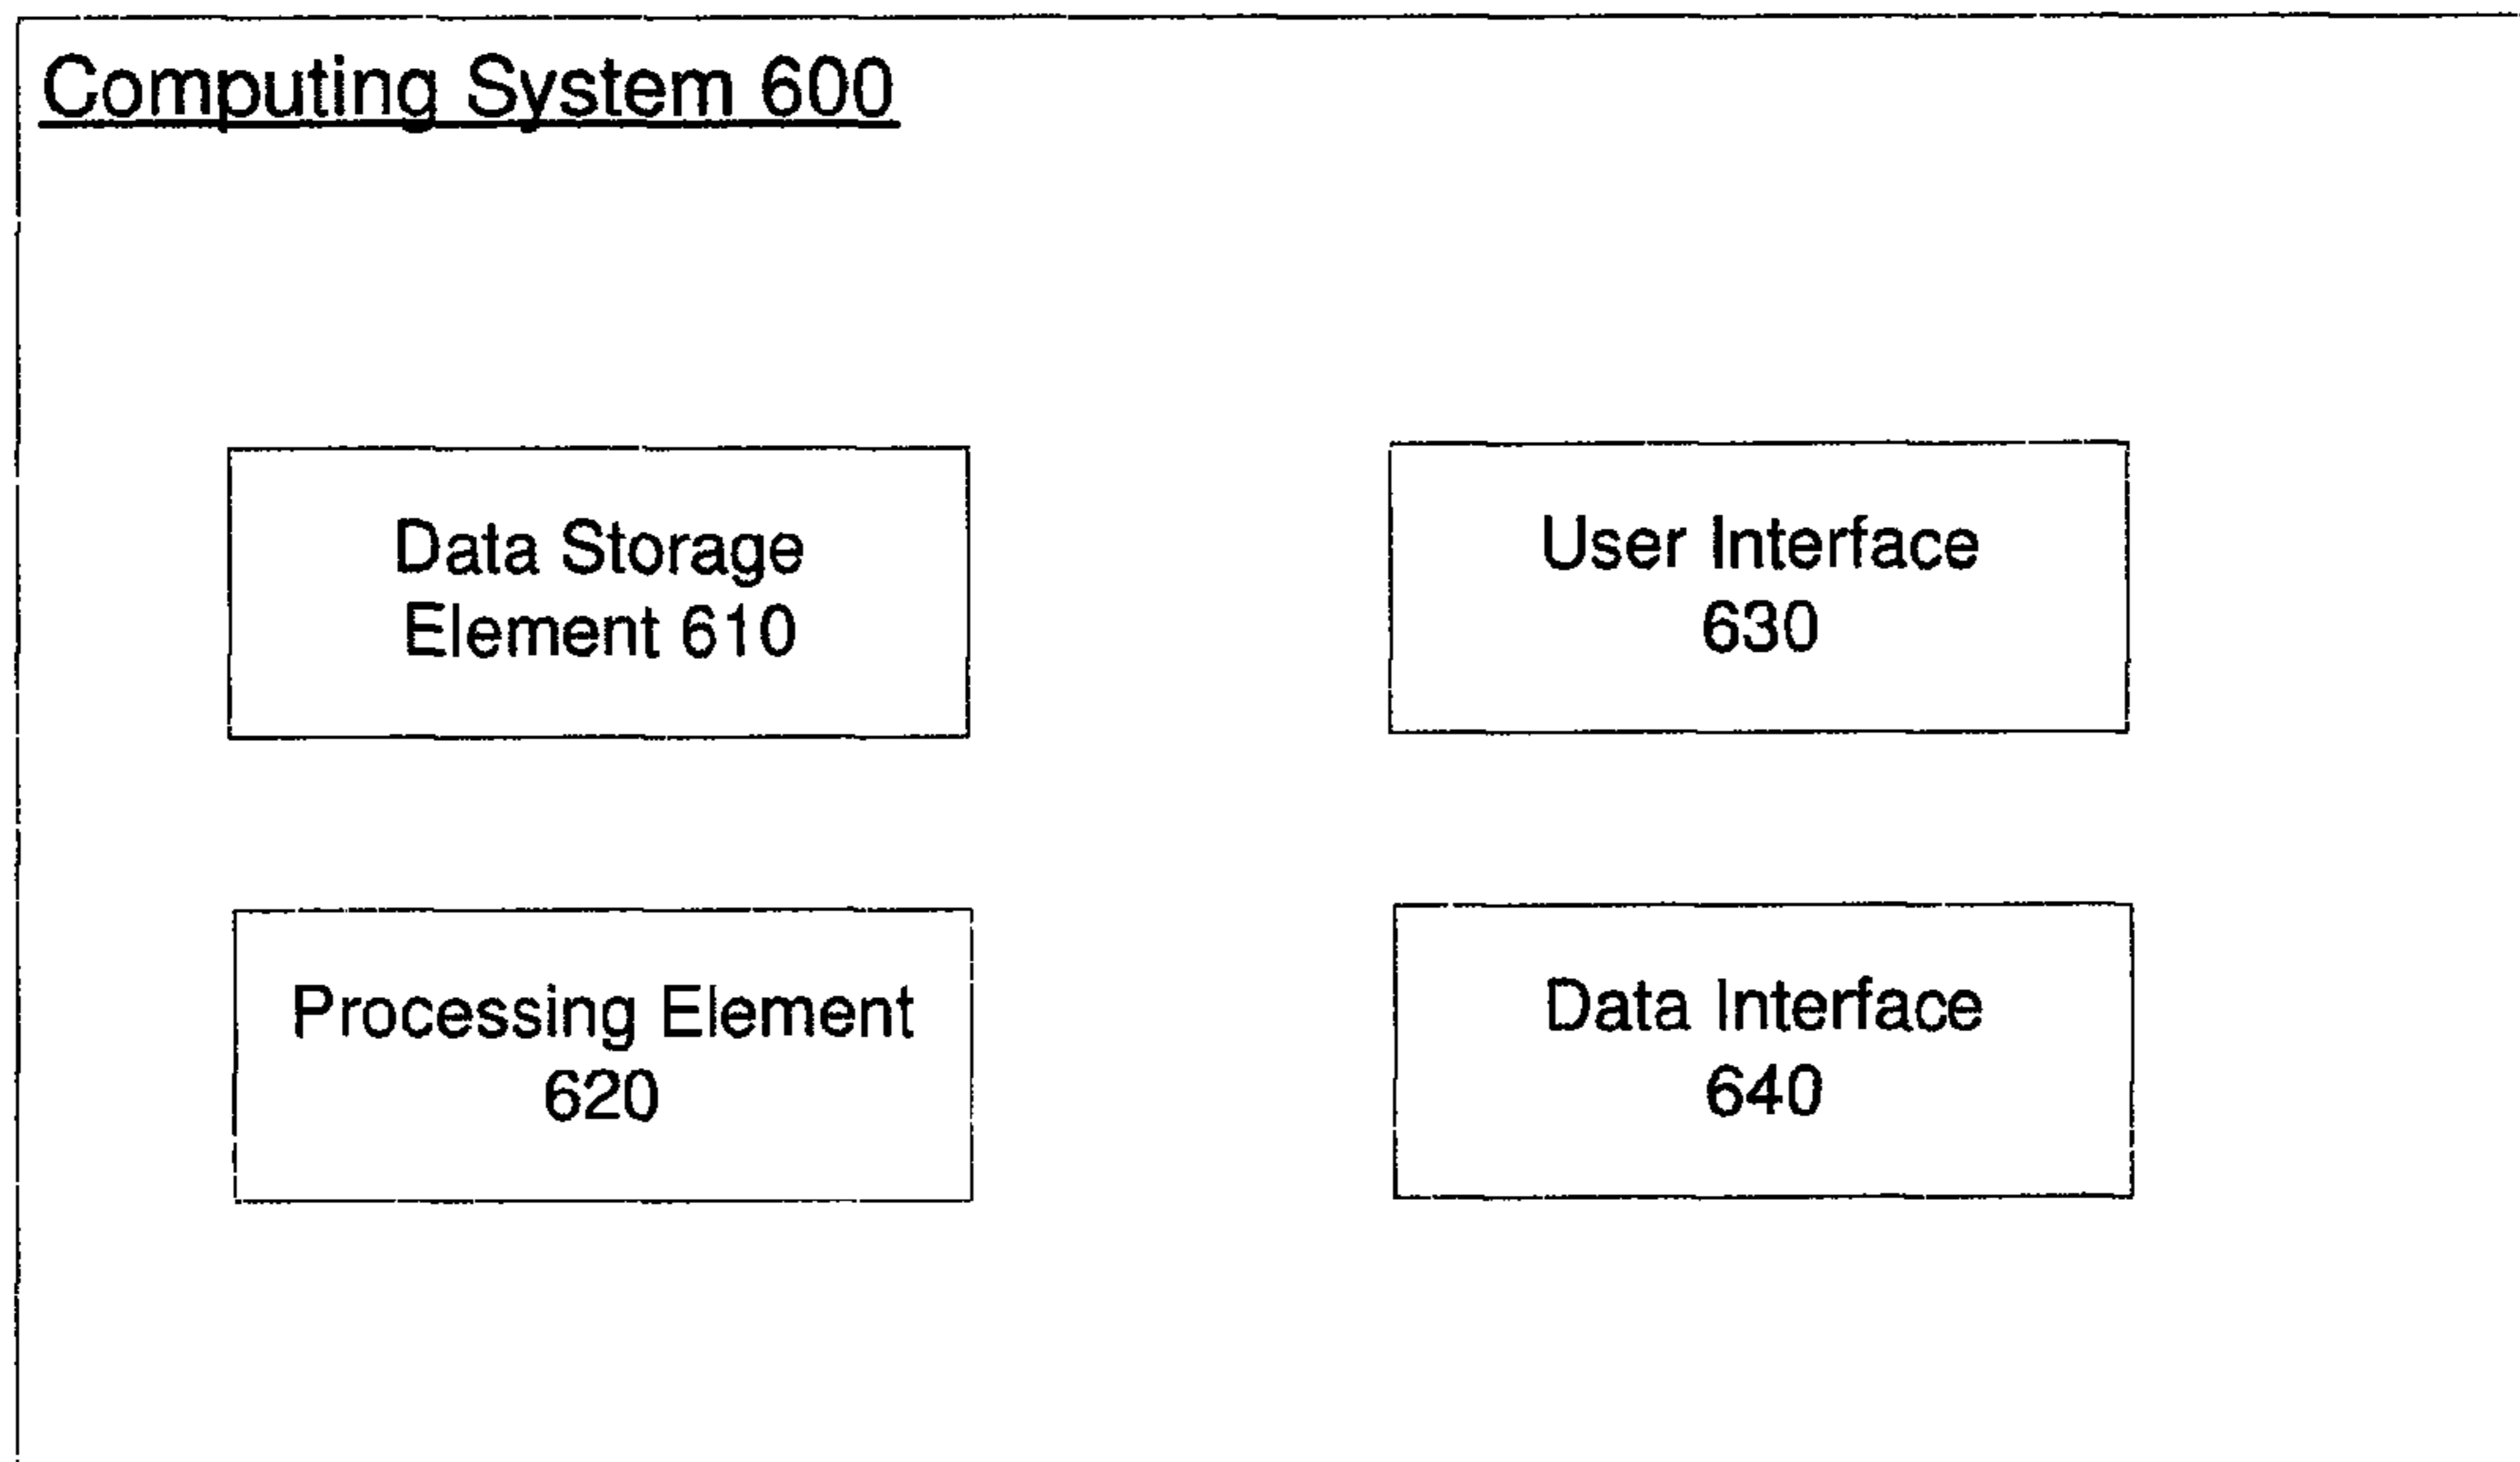 Computing System 600
Data Storage
Element 610
User Interface
630
Processing Element
620
Data Interface
640